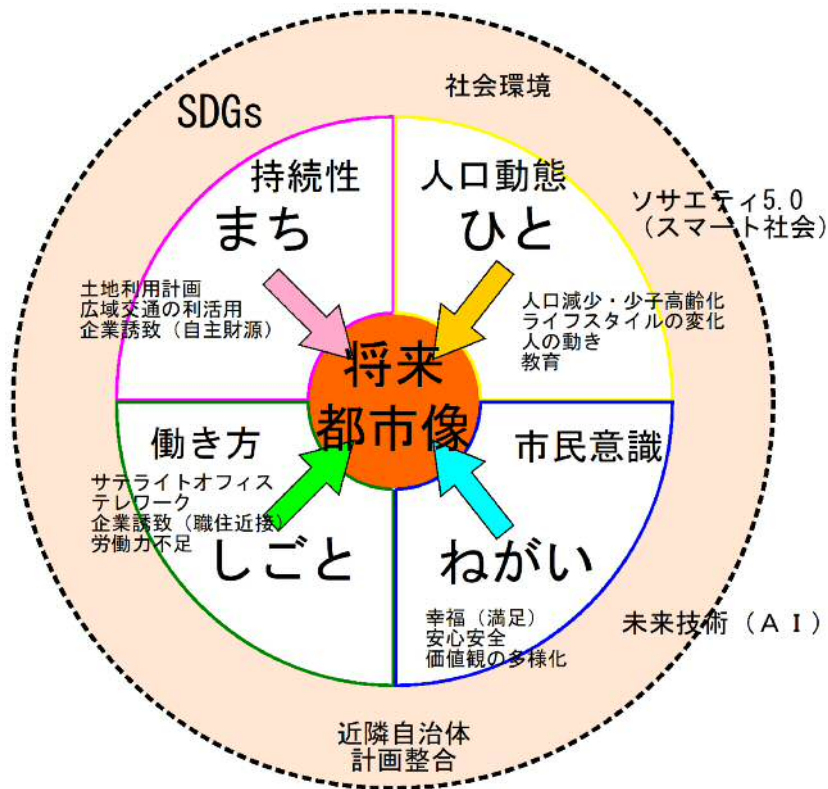 社会環境
SDGs
持続性
まち
土地利用計画
広域交通の利活用
企業誘致（自主財源）
人口動態
ひと
ソサエティ5.0
（スマート社会）
人口減少・少子高齢化
ライフスタイルの変化
人の動き
教育
将来
都市像
働き方
サテライトオフィス
テレワーク
企業誘致（職住近接）
労働力不足
しごと
市民意識
ねがい
幸福（満足）
安心安全
価値観の多様化
未来技術（ＡＩ）
近隣自治体
計画整合